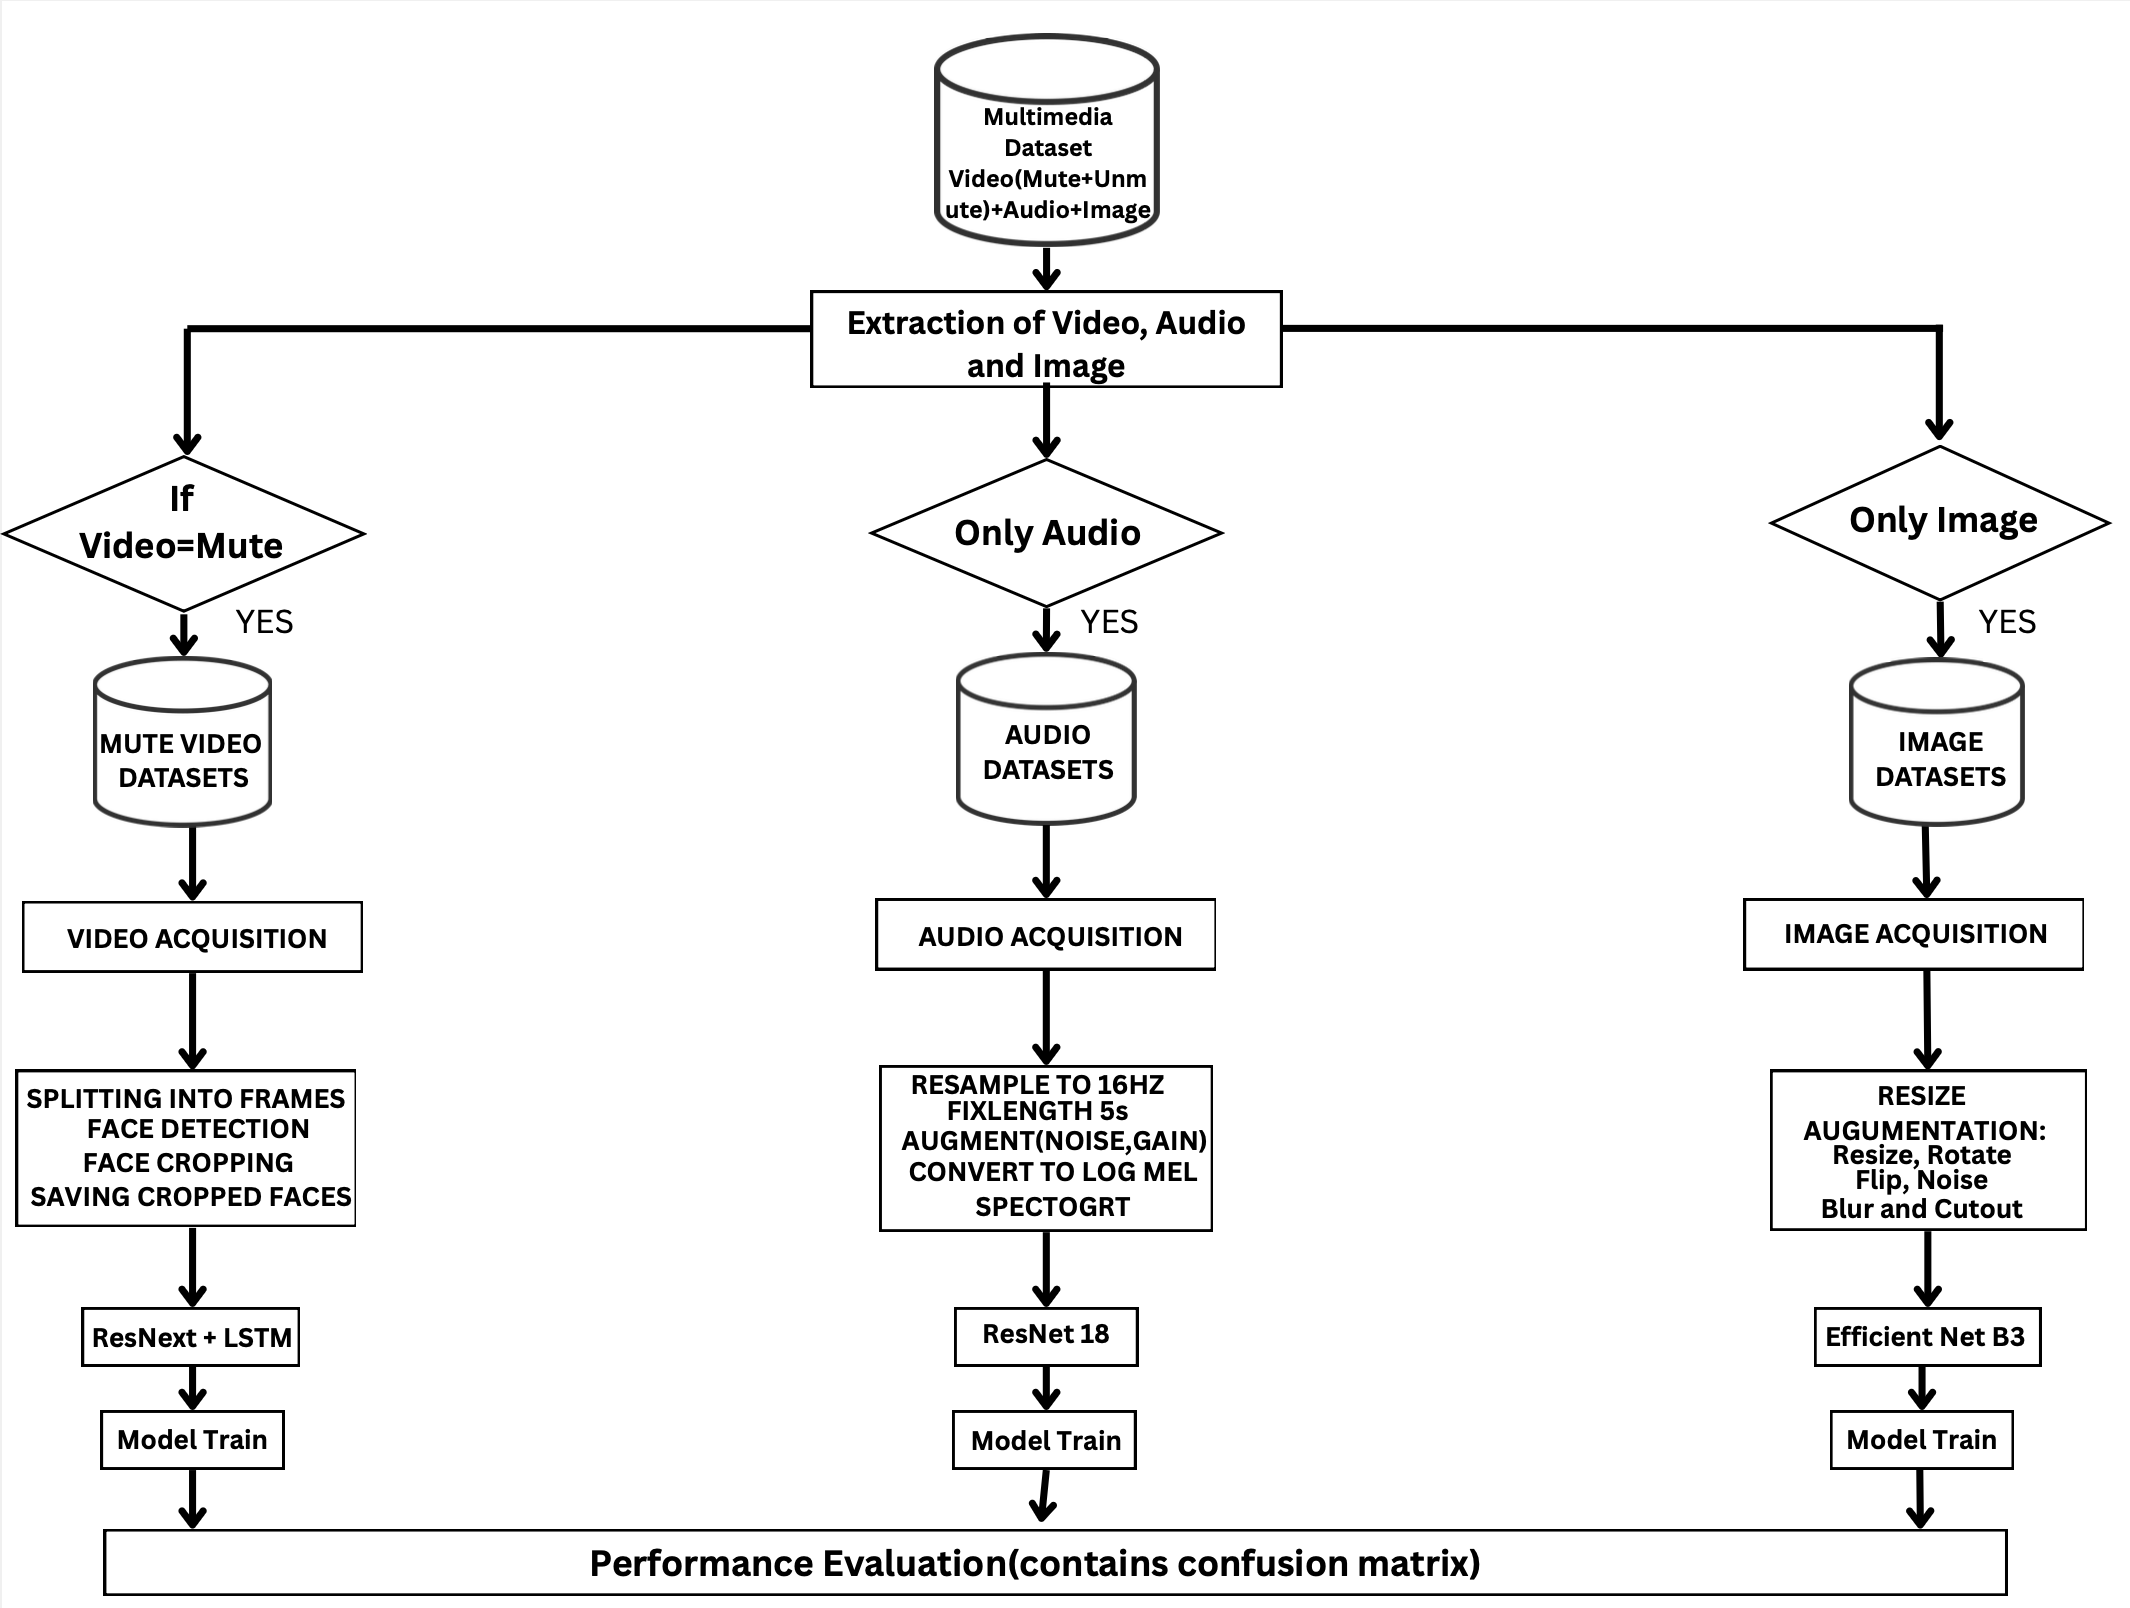 Multimedia
Dataset
Video(Mute+Unm
ute)+Audio+Image
Extraction of Video, Audio
and Image
If
Video=Mute
Only Audio
Only Image
YES
YES
YES
MUTE VIDEO
DATASETS
AUDIO
DATASETS
IMAGE
DATASETS
VIDEO ACQUISITION
AUDIO ACQUISITION
IMAGE ACQUISITION
SPLITTING INTO FRAMES
FACE DETECTION
FACE CROPPING
SAVING CROPPED FACES
RESAMPLE TO 16HZ
FIXLENGTH 5s
AUGMENT(NOISE,GAIN)
CONVERT TO LOG MEL
SPECTOGRT
RESIZE
AUGUMENTATION:
Resize, Rotate
Flip, Noise
Blur and Cutout
ResNext + LSTM
ResNet 18
Efficient Net B3
Model Train
Model Train
Model Train
Performance Evaluation(contains confusion matrix)